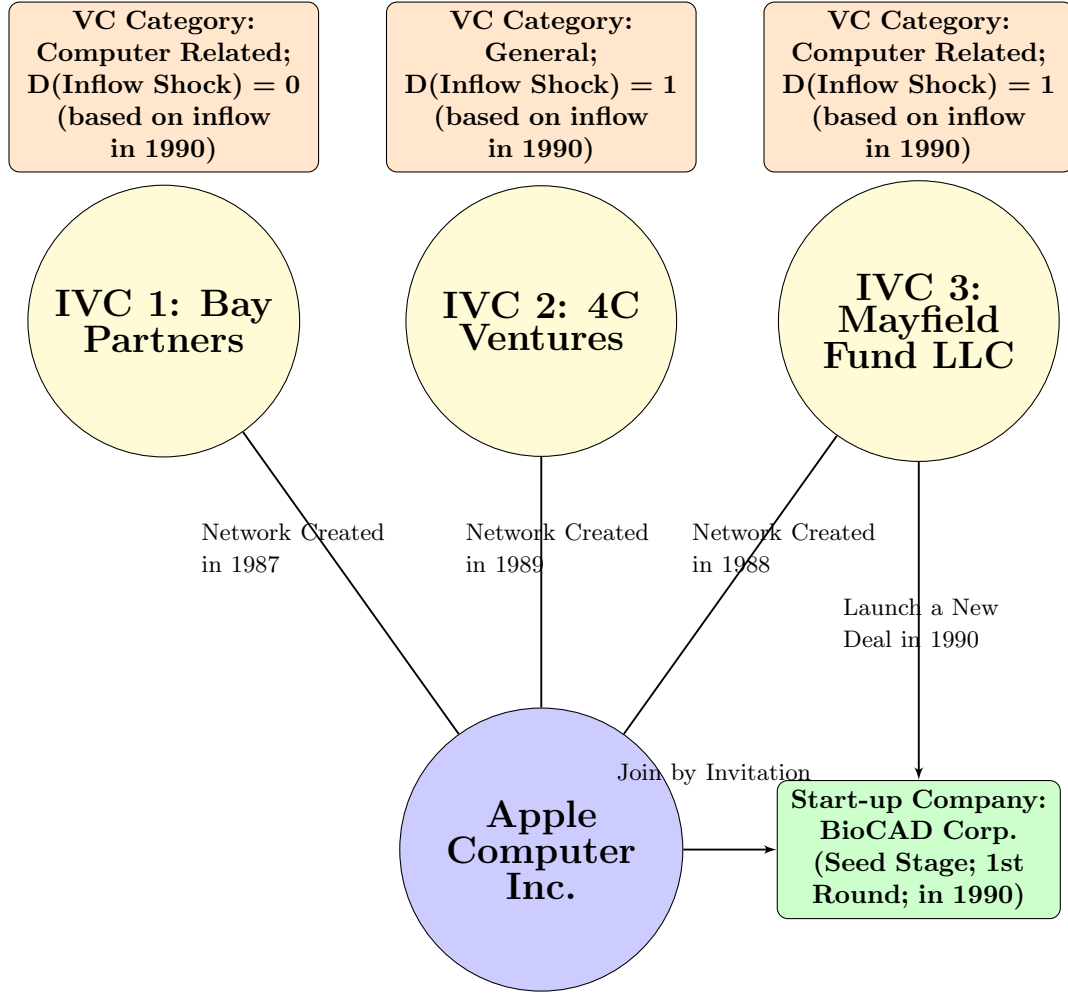 VC Category:
Computer Related;
D(Inflow Shock) = 0
(based on inflow
in 1990)
VC Category:
General;
D(Inflow Shock) = 1
(based on inflow
in 1990)
VC Category:
Computer Related;
D(Inflow Shock) = 1
(based on inflow
in 1990)
IVC 1: Bay
Partners
IVC 2: 4C
Ventures
IVC 3:
Mayfield
Fund LLC
Network Created
in 1987
Network Created
in 1989
Network Created
in 1988
Launch a New
Deal in 1990
Join by Invitation
Apple
Computer
Inc.
Start-up Company:
BioCAD Corp.
(Seed Stage; 1st
Round; in 1990)